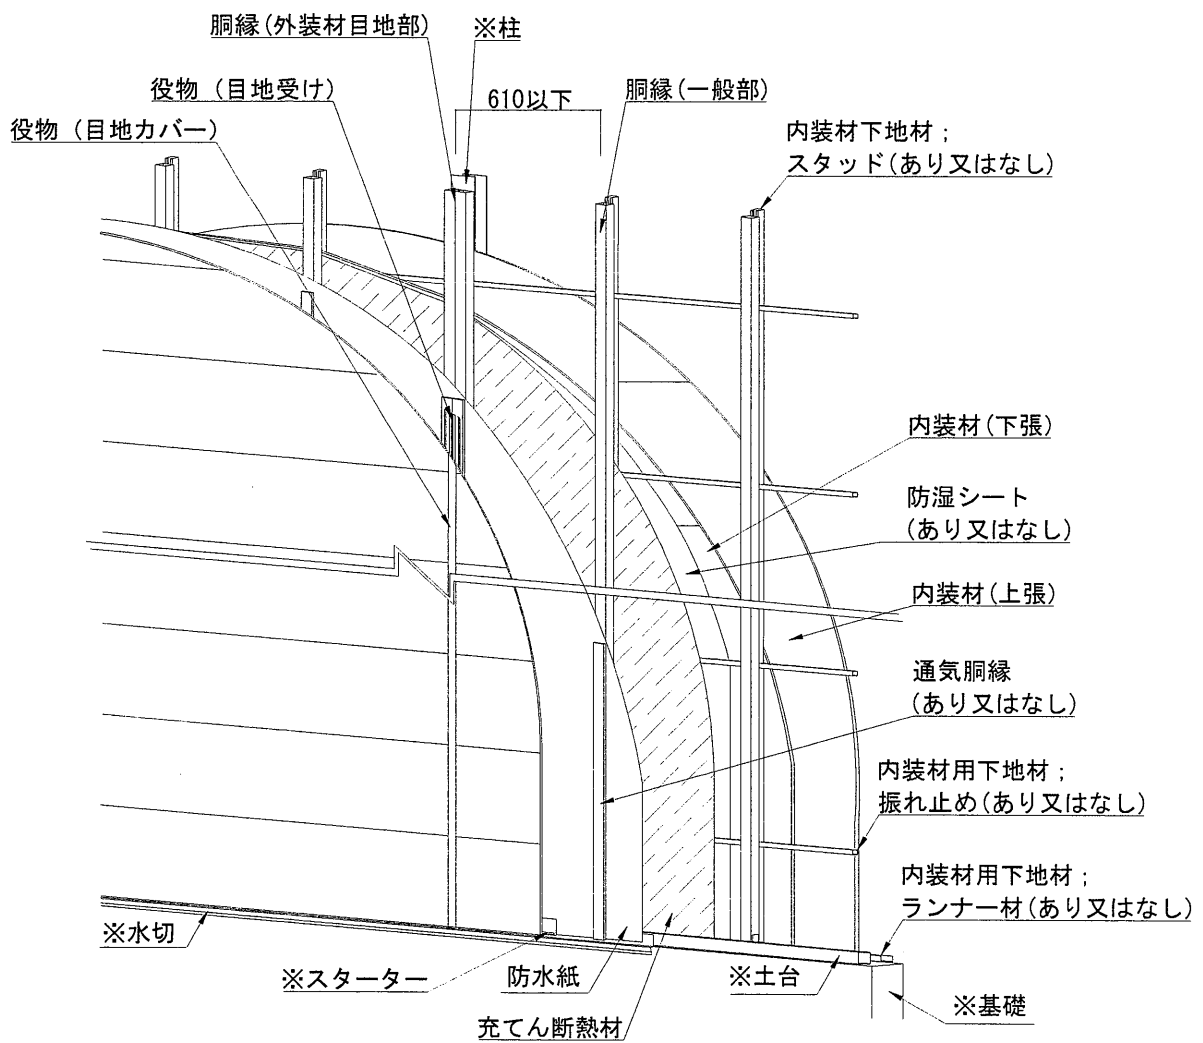 胴縁(外装材目地部)
※柱
役物 (目地受け)
610以下
胴縁(一般部)
役物 (目地カバー)
内装材下地材；
スタッド(あり又はなし)
内装材(下張)
防湿シート
(あり又はなし)
内装材(上張)
通気胴縁
(あり又はなし)
内装材用下地材；
振れ止め(あり又はなし)
内装材用下地材；
ランナー材(あり又はなし)
※水切
※スターター
防水紙
※土台
※基礎
充てん断熱材